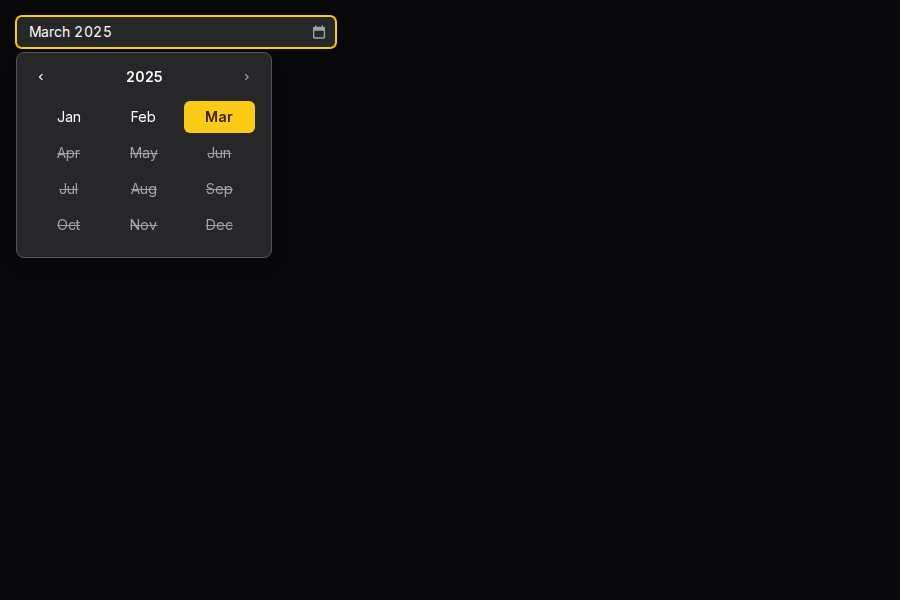 March 2025
‹ 2025 ›
Jan Feb Mar
Apr May Jun
Jul Aug Sep
Oct Nov Dec